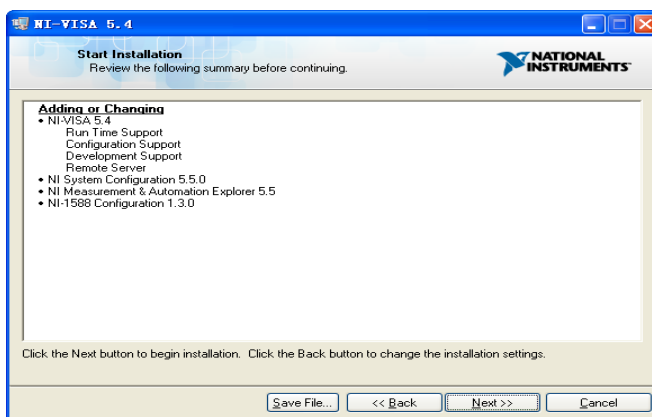 NI-VISA 5.4
Start Installation
Review the following summary before continuing.
NATIONAL
INSTRUMENTS™
Adding or Changing
• NI-VISA 5.4
Run Time Support
Configuration Support
Development Support
Remote Server
• NI System Configuration 5.5.0
• NI Measurement & Automation Explorer 5.5
• NI-1588 Configuration 1.3.0
Click the Next button to begin installation. Click the Back button to change the installation settings.
Save File... << Back Next >> Cancel